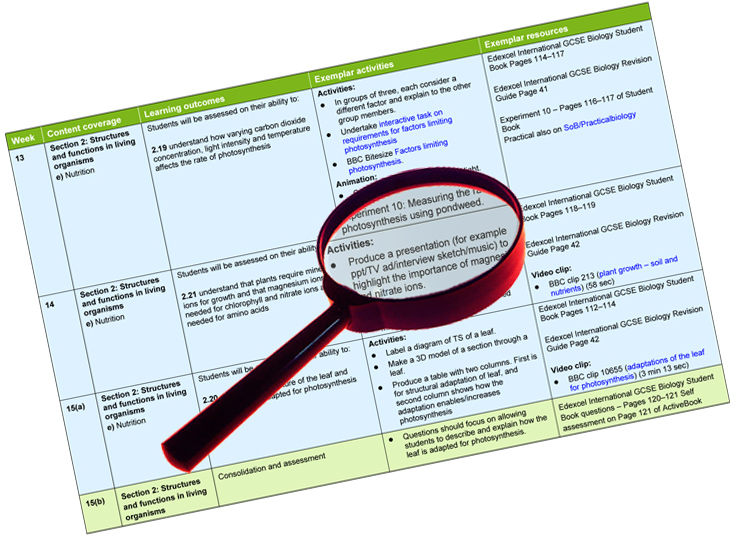 Week
Content coverage
Learning outcomes
Exemplar activities
Exemplar resources
13
Section 2: Structures
and functions in living
organisms
e) Nutrition
Students will be assessed on their ability to:
2.19 understand how varying carbon dioxide
concentration, light intensity and temperature
affects the rate of photosynthesis
Activities:
● In groups of three, each consider a
different factor and explain to the other
group members.
● Undertake interactive task on
requirements for factors limiting
photosynthesis
● BBC Bitesize Factors limiting
photosynthesis.
Animation:
periment 10: Measuring the
photosynthesis using pondweed.
Edexcel International GCSE Biology Student
Book Pages 114–117
Edexcel International GCSE Biology Revision
Guide Page 41
Experiment 10 – Pages 116–117 of Student
Book
Practical also on SoB/Practicalbiology
14
Section 2: Structures
and functions in living
organisms
e) Nutrition
Students will be assessed on their ability
2.21 understand that plants require
ions for growth and that magnesium ions
needed for chlorophyll and nitrate ions
needed for amino acids
Activities:
● Produce a presentation (for example
ppt/TV ad/interview sketch/music) to
highlight the importance of magnes
nitrate ions.
Edexcel International GCSE Biology Student
Book Pages 118–119
Edexcel International GCSE Biology Revision
Guide Page 42
Video clip:
● BBC clip 213 (plant growth – soil and
nutrients) (58 sec)
15(a)
Section 2: Structures
and functions in living
organisms
e) Nutrition
Students will be ability to:
2.20 ure of the leaf and
dapted for photosynthesis
Activities:
● Label a diagram of TS of a leaf.
● Make a 3D model of a section through a
leaf.
● Produce a table with two columns. First is
for structural adaptation of leaf, and
second column shows how the
adaptation enables/increases
photosynthesis
Edexcel International GCSE Biology Student
Book Pages 112–114
Edexcel International GCSE Biology Revision
Guide Page 42
Video clip:
● BBC clip 10655 (adaptations of the leaf
for photosynthesis) (3 min 13 sec)
15(b)
Section 2: Structures
and functions in living
organisms
Consolidation and assessment
● Questions should focus on allowing
students to describe and explain how the
leaf is adapted for photosynthesis.
Edexcel International GCSE Biology Student
Book questions – Pages 120–121 Self
assessment on Page 121 of ActiveBook